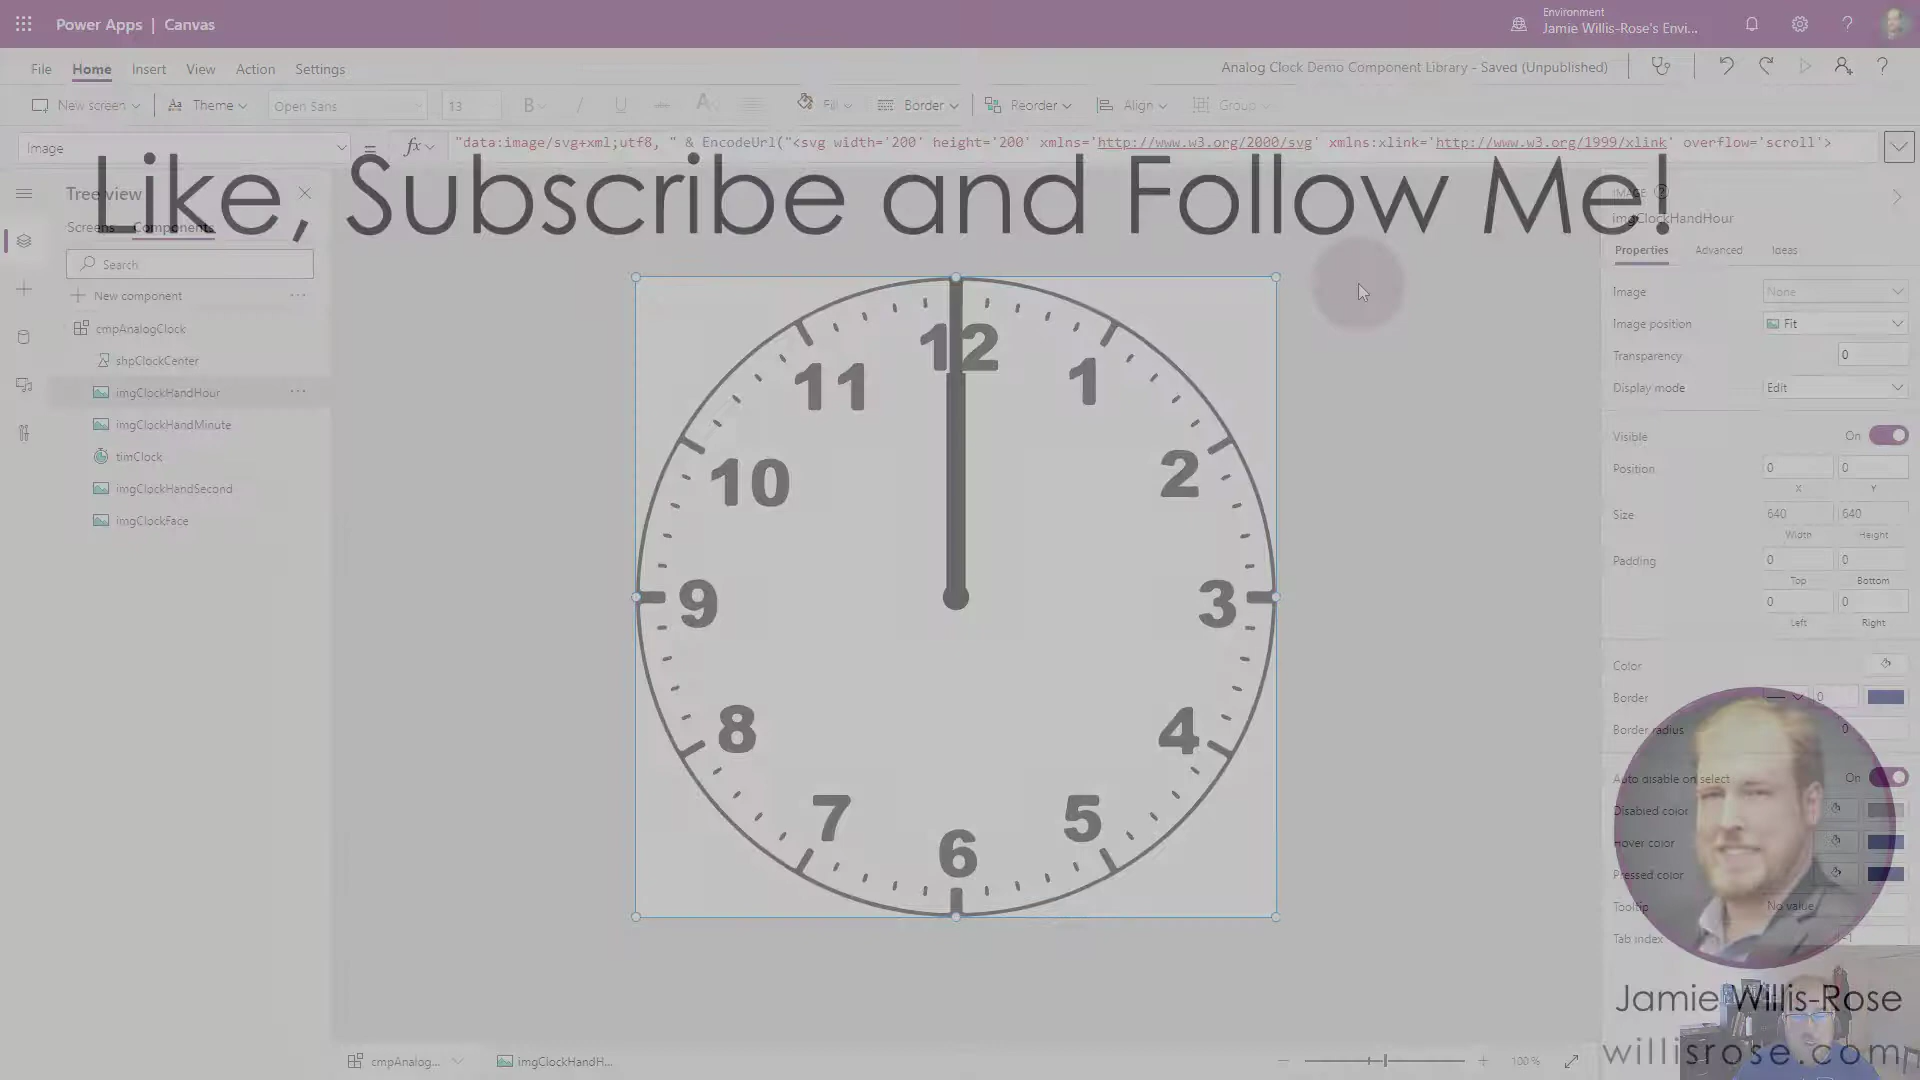 Power Apps | Canvas
Environment
Jamie Willis-Rose's Envi...
File Home Insert View Action Settings
Analog Clock Demo Component Library - Saved (Unpublished)
New screen Theme Open Sans 13 B Fill Border Reorder Align Group
Image = fx "data:image/svg+xml;utf8, " & EncodeUrl("<svg width='200' height='200' xmlns='http://www.w3.org/2000/svg' xmlns:xlink='http://www.w3.org/1999/xlink' overflow='scroll'>
Like, Subscribe and Follow Me!
Tree view
Screens Components
Search
New component
cmpAnalogClock
shpClockCenter
imgClockHandHour
imgClockHandMinute
timClock
imgClockHandSecond
imgClockFace
12
11 1
10 2
9 3
8 4
7 5
6
IMAGE
imgClockHandHour
Properties Advanced Ideas
Image None
Image position Fit
Transparency 0
Display mode Edit
Visible On
Position 0 0
X Y
Size 640 640
Width Height
Padding 0 0
Top Bottom
0 0
Left Right
Color
Border 0
Border radius 0
Auto disable on select On
Disabled color
Hover color
Pressed color
Tooltip No value
Tab index -1
Jamie Willis-Rose
willisrose.com
cmpAnalog... imgClockHandH...
100 %